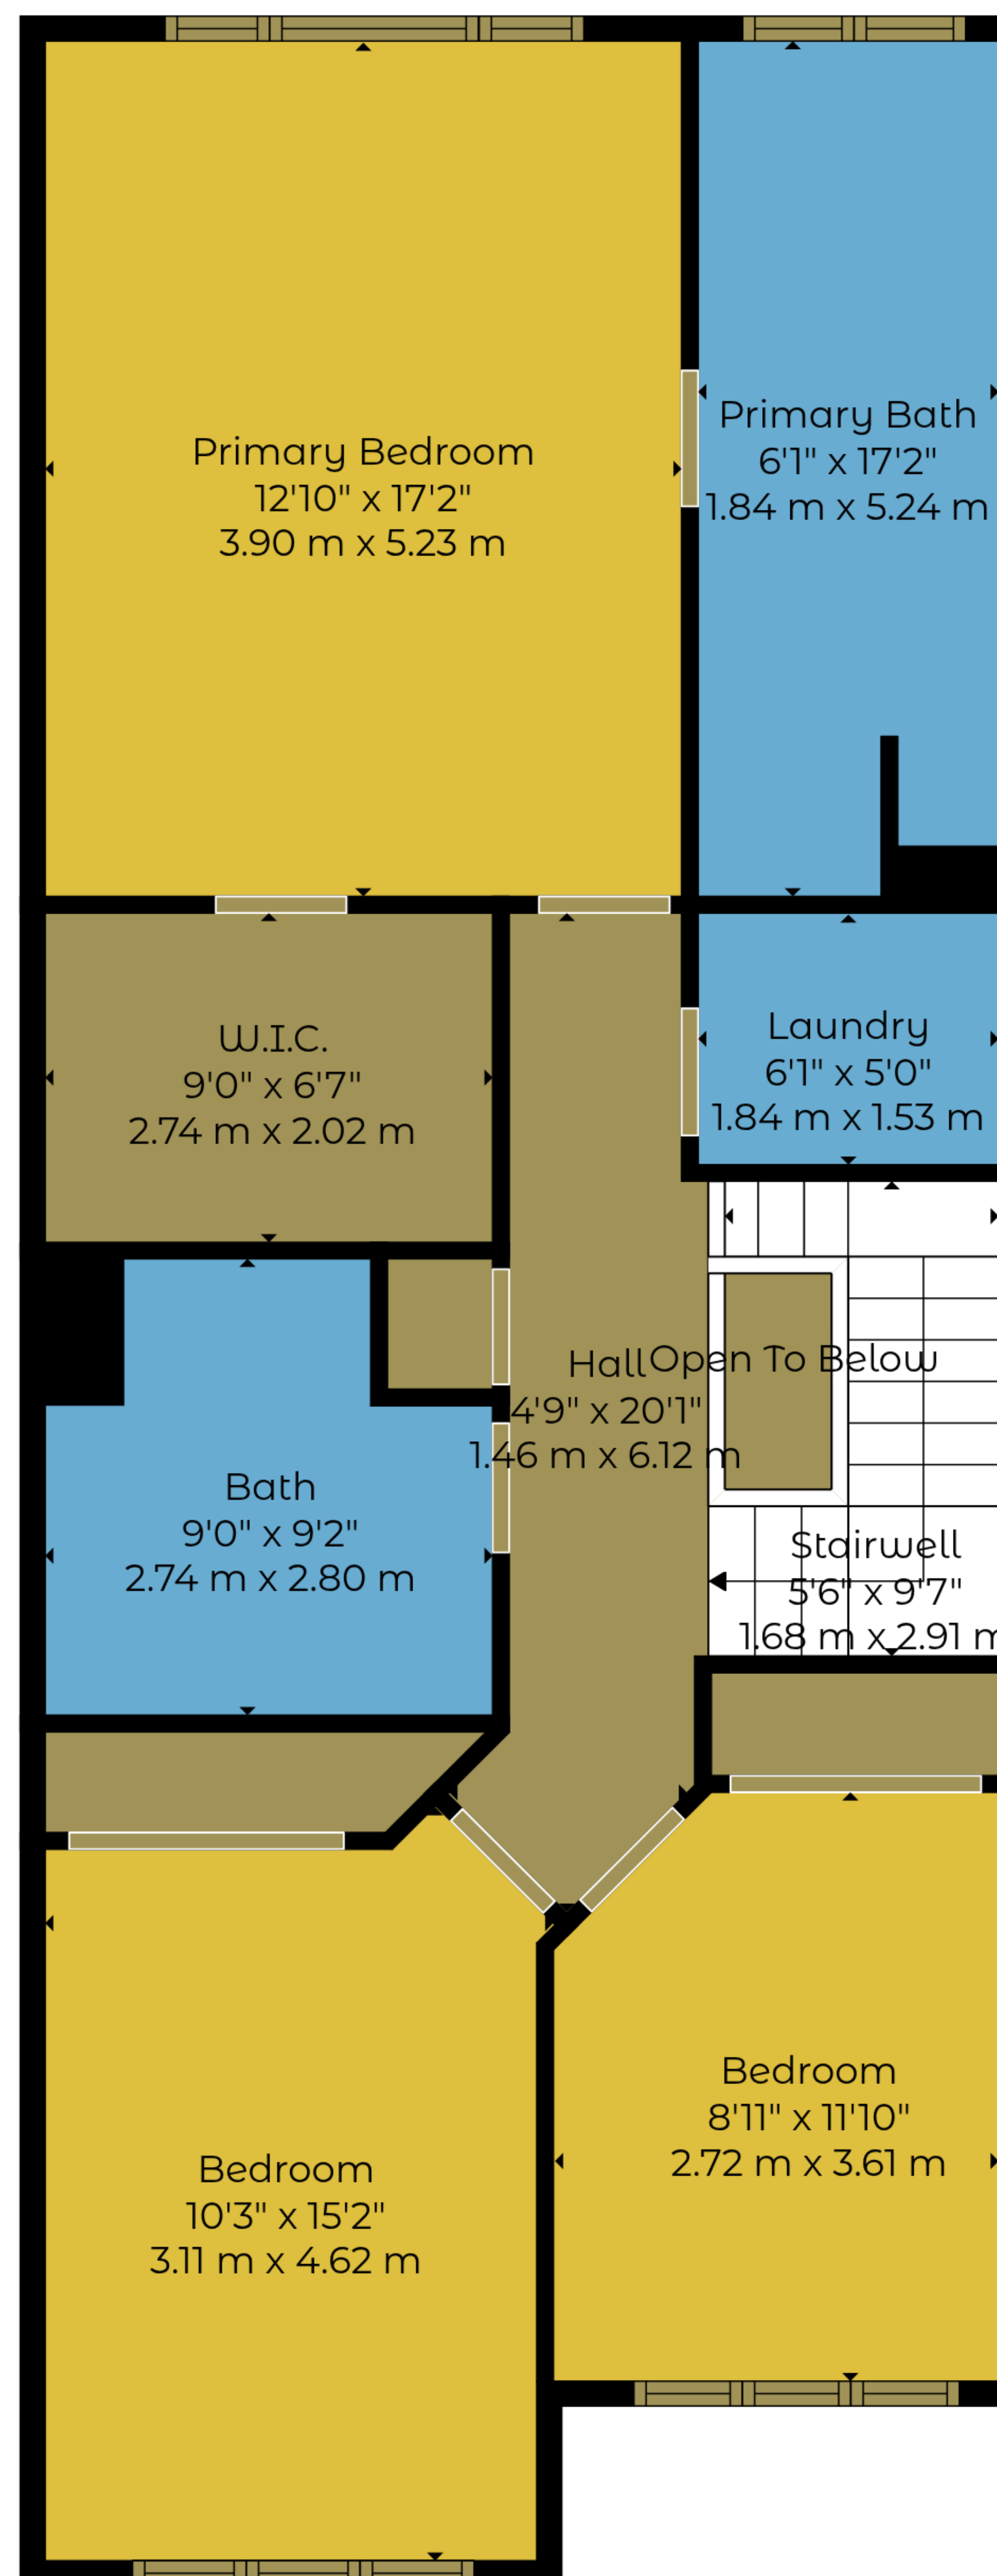 Primary Bedroom
12'10" x 17'2"
3.90 m x 5.23 m
Primary Bath
6'1" x 17'2"
1.84 m x 5.24 m
W.I.C.
9'0" x 6'7"
2.74 m x 2.02 m
Laundry
6'1" x 5'0"
1.84 m x 1.53 m
Hall
4'9" x 20'1"
1.46 m x 6.12 m
Open To Below
Bath
9'0" x 9'2"
2.74 m x 2.80 m
Stairwell
5'6" x 9'7"
1.68 m x 2.91 m
Bedroom
8'11" x 11'10"
2.72 m x 3.61 m
Bedroom
10'3" x 15'2"
3.11 m x 4.62 m